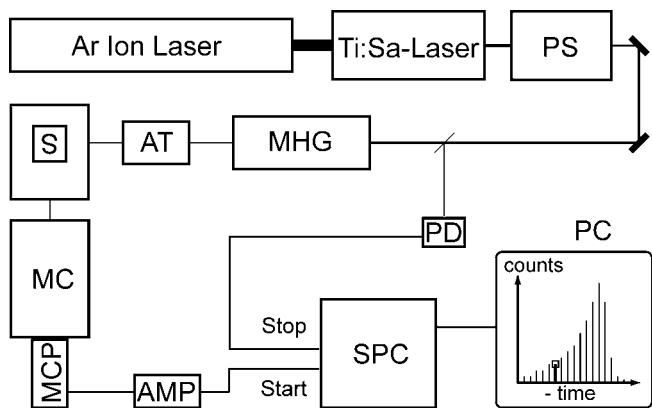 Ar Ion Laser
Ti:Sa-Laser
PS
S
AT
MHG
PD
PC
MC
counts
Stop
SPC
MCP
AMP
Start
- time